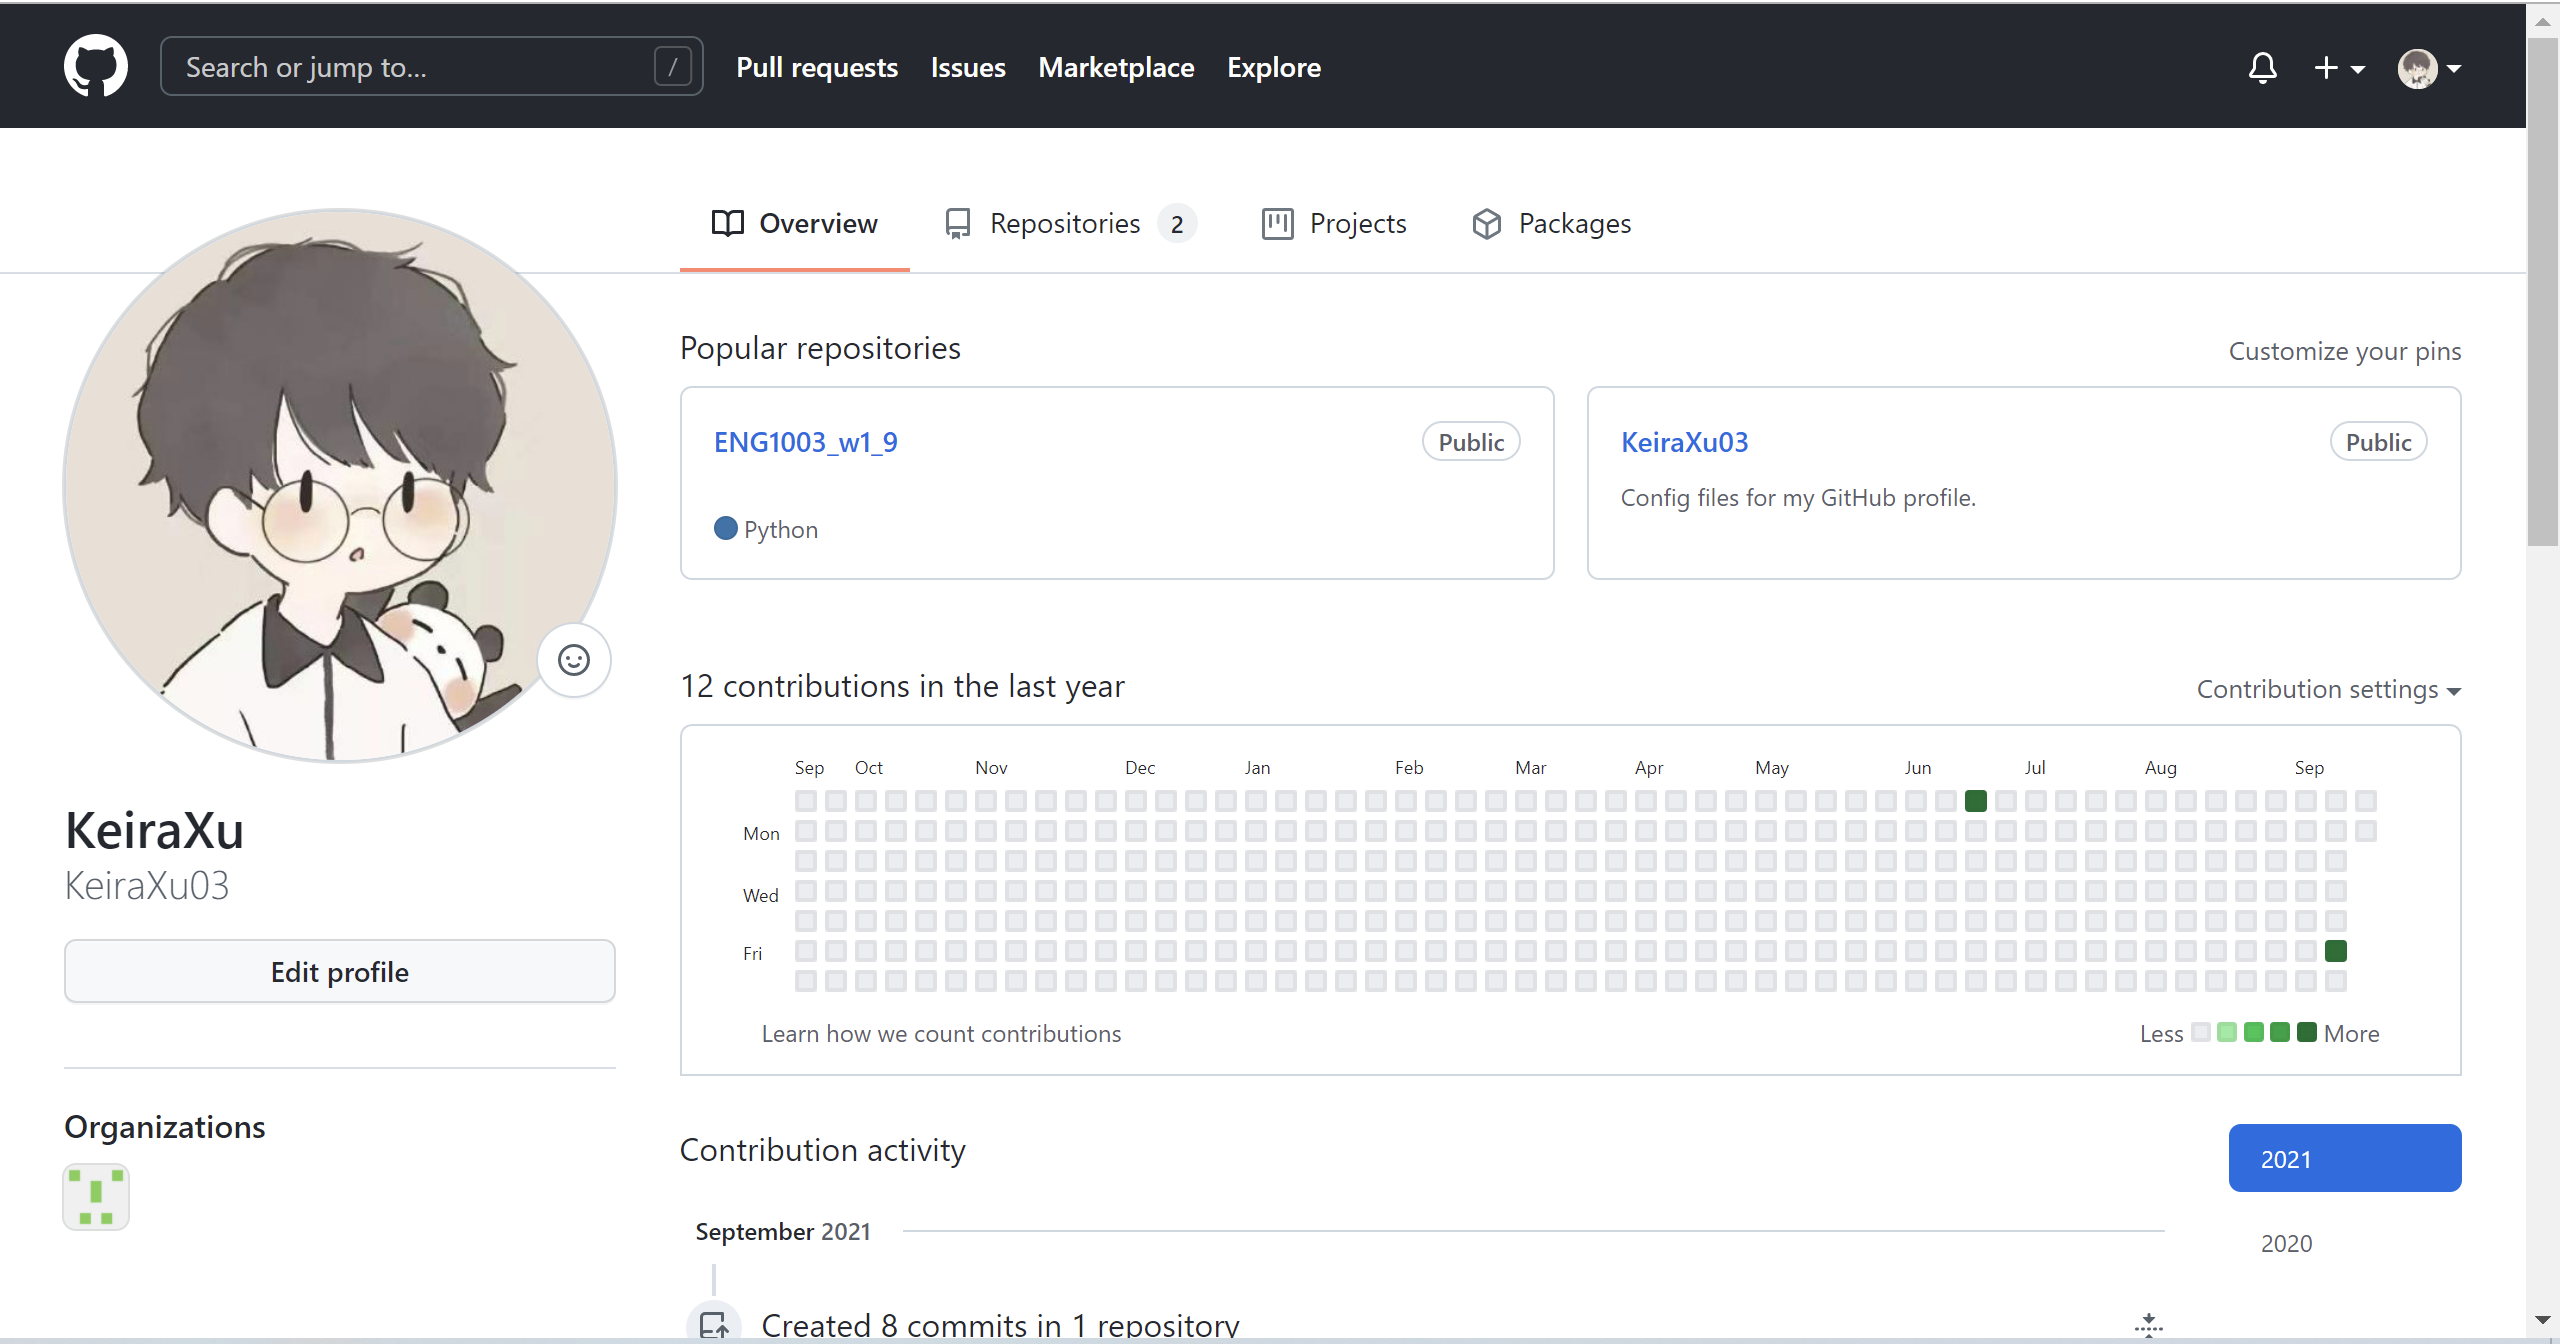 Search or jump to... /
Pull requests Issues Marketplace Explore
Overview Repositories 2 Projects Packages
Popular repositories Customize your pins
ENG1003_w1_9 Public
Python
KeiraXu03 Public
Config files for my GitHub profile.
12 contributions in the last year Contribution settings
Sep Oct Nov Dec Jan Feb Mar Apr May Jun Jul Aug Sep
Mon
Wed
Fri
Learn how we count contributions Less More
KeiraXu
KeiraXu03
Edit profile
Organizations
Contribution activity
2021
2020
September 2021
Created 8 commits in 1 repository